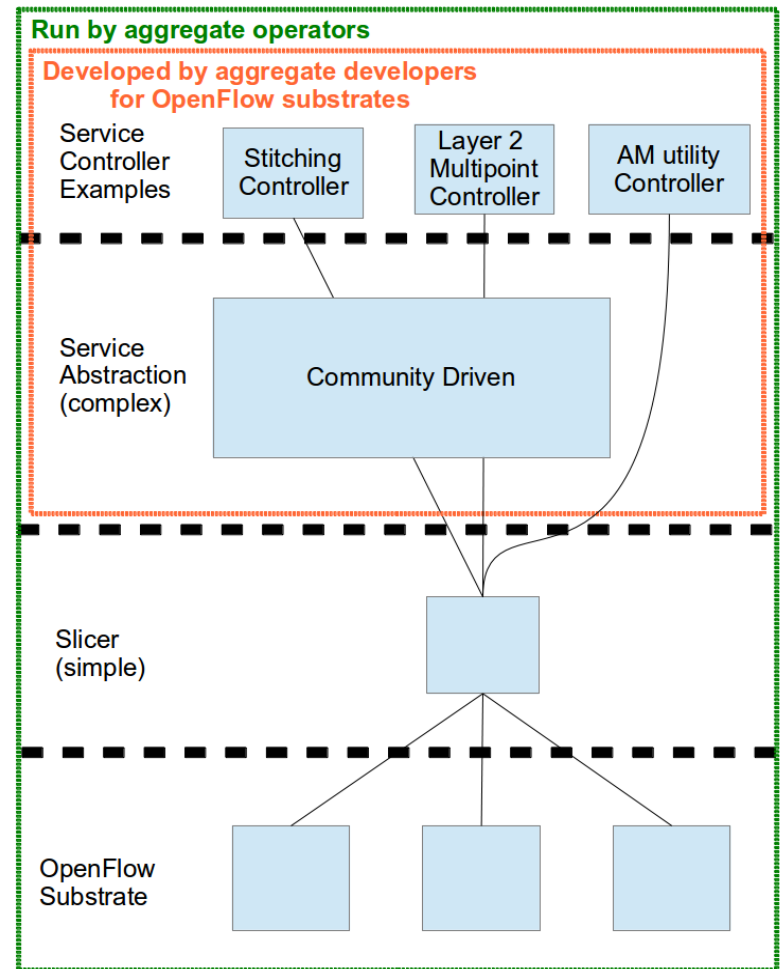 Run by aggregate operators
Developed by aggregate developers
for OpenFlow substrates
Service
Controller
Examples
Stitching
Controller
Layer 2
Multipoint
Controller
AM utility
Controller
Service
Abstraction
(complex)
Community Driven
Slicer
(simple)
OpenFlow
Substrate